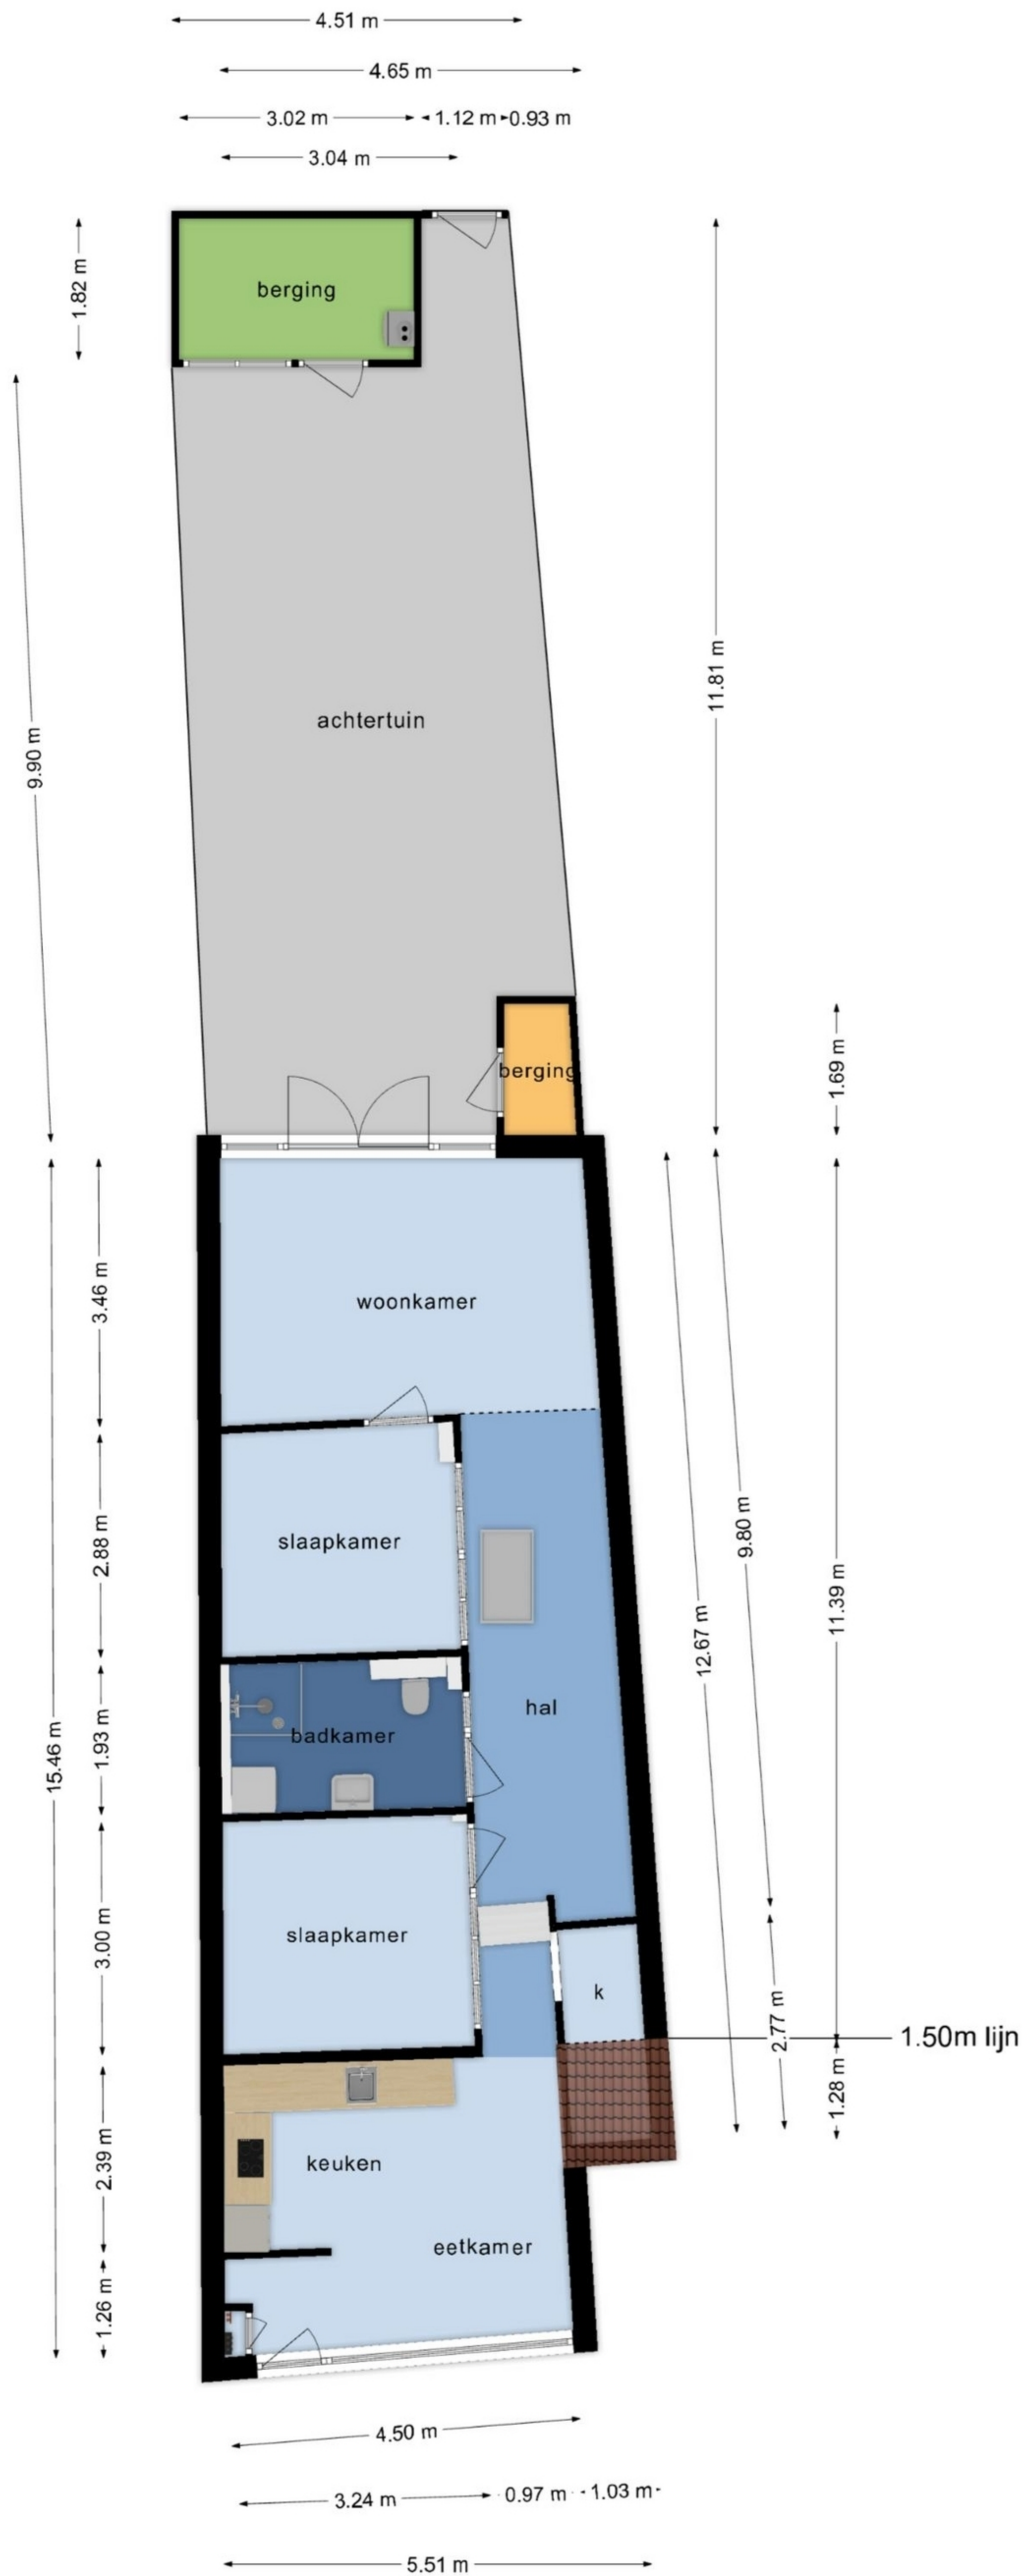 4.51 m
4.65 m
3.02 m
1.12 m
0.93 m
3.04 m
1.82 m
berging
9.90 m
11.81 m
achtertuin
berging
1.69 m
woonkamer
3.46 m
slaapkamer
2.88 m
9.80 m
11.39 m
12.67 m
hal
badkamer
1.93 m
15.46 m
slaapkamer
3.00 m
k
2.77 m
1.50m lijn
1.28 m
keuken
2.39 m
eetkamer
1.26 m
4.50 m
3.24 m
0.97 m
1.03 m
5.51 m